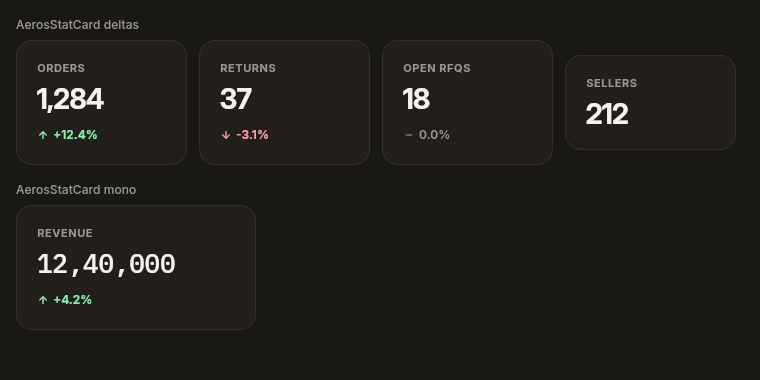 AerosStatCard deltas
ORDERS
1,284
↑ +12.4%
RETURNS
37
↓ -3.1%
OPEN RFQS
18
– 0.0%
SELLERS
212
AerosStatCard mono
REVENUE
12,40,000
↑ +4.2%